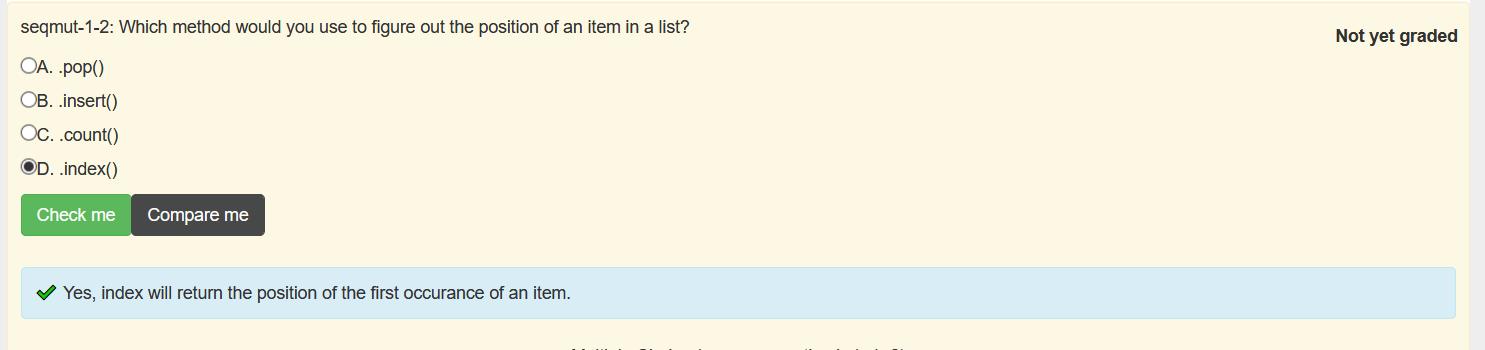 seqmut-1-2: Which method would you use to figure out the position of an item in a list?
Not yet graded
A. .pop()
B. .insert()
C. .count()
D. .index()
Check me Compare me
Yes, index will return the position of the first occurance of an item.